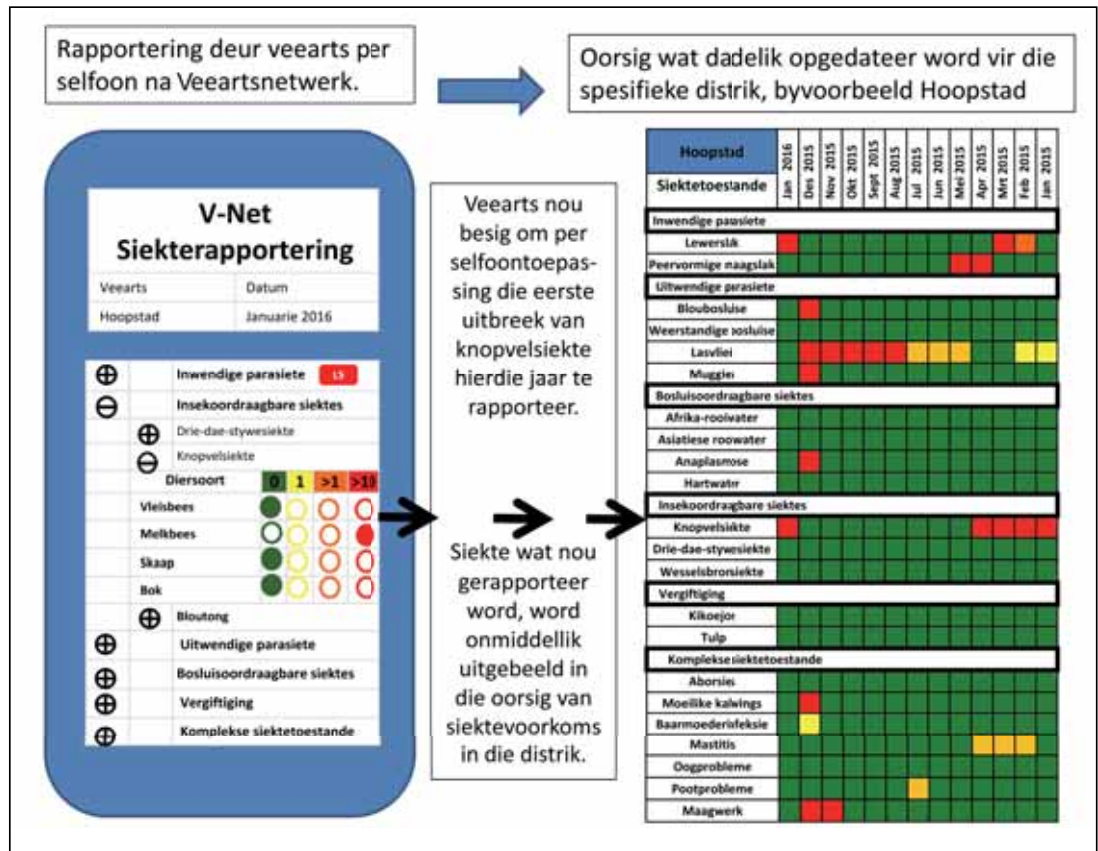 Rapportering deur veearts per
selfoon na Veeartsnetwerk.
Oorsig wat dadelik opgedateer word vir die
spesifieke distrik, byvoorbeeld Hoopstad
V-Net
Siekterapportering
Veearts Datum
Hoopstad Januarie 2016
Inwendige parasiete
Insekoordraagbare siektes
Drie-dae-stywesiekte
Knopvelsiekte
Diersoort 0 1 >1 >10
Vleisbees
Melkbees
Skaap
Bok
Bloutong
Uitwendige parasiete
Bosluisoordraagbare siektes
Vergiftiging
Komplekse siektetoestande
Veearts nou
besig om per
selfoontoepas-
sing die eerste
uitbreek van
knopvelsiekte
hierdie jaar te
rapporteer.
Siekte wat nou
gerapporteer
word, word
onmiddellik
uitgebeeld in
die oorsig van
siektevoorkoms
in die distrik.
Hoopstad
Jan 2016 Des 2015 Nov 2015 Okt 2015 Sept 2015 Aug 2015 Jul 2015 Jun 2015 Mei 2015 Apr 2015 Mrt 2015 Feb 2015 Jan 2015
Siektetoestande
Inwendige parasiete
Lewerslak
Peervormige naagslak
Uitwendige parasiete
Bloubosluise
Weerstandige bosluise
Lasvlieë
Muggies
Bosluisoordraagbare siektes
Afrika-rooiwater
Asiatiese roowater
Anaplasmose
Hartwater
Insekoordraagbare siektes
Knopvelsiekte
Drie-dae-stywesiekte
Wesselsbronsiekte
Vergiftiging
Tulp
Komplekse siektetoestande
Aborsies
Moeilike kalwings
Baarmoederinfeksie
Mastitis
Oogprobleme
Pootprobleme
Maagwerk